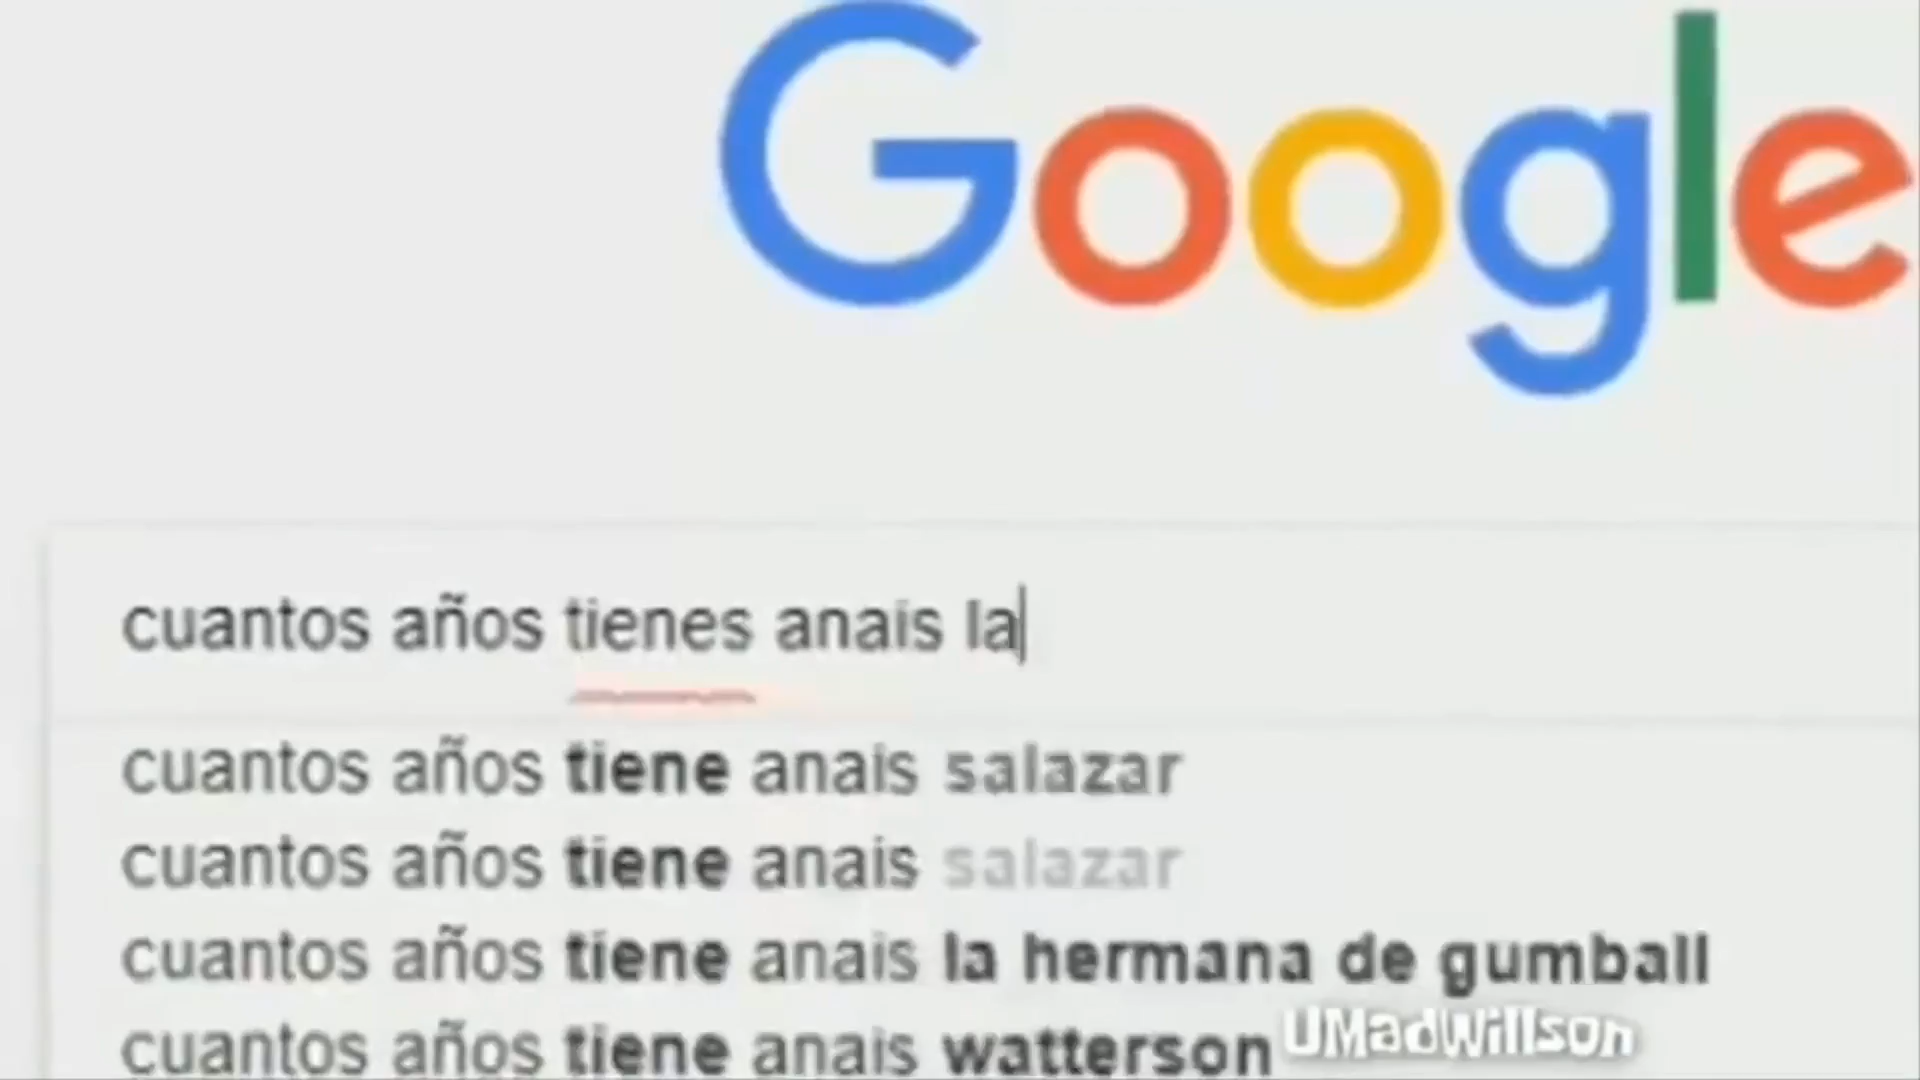 Google
cuantos años tienes anais la
cuantos años tiene anais salazar
cuantos años tiene anais salazar
cuantos años tiene anais la hermana de gumball
cuantos años tiene anais watterson
UMadWillson